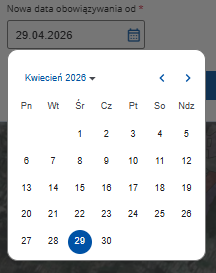 Nowa data obowiązywania od *
29.04.2026
Kwiecień 2026
Pn Wt Śr Cz Pt So Ndz
1 2 3 4 5
6 7 8 9 10 11 12
13 14 15 16 17 18 19
20 21 22 23 24 25 26
27 28 29 30